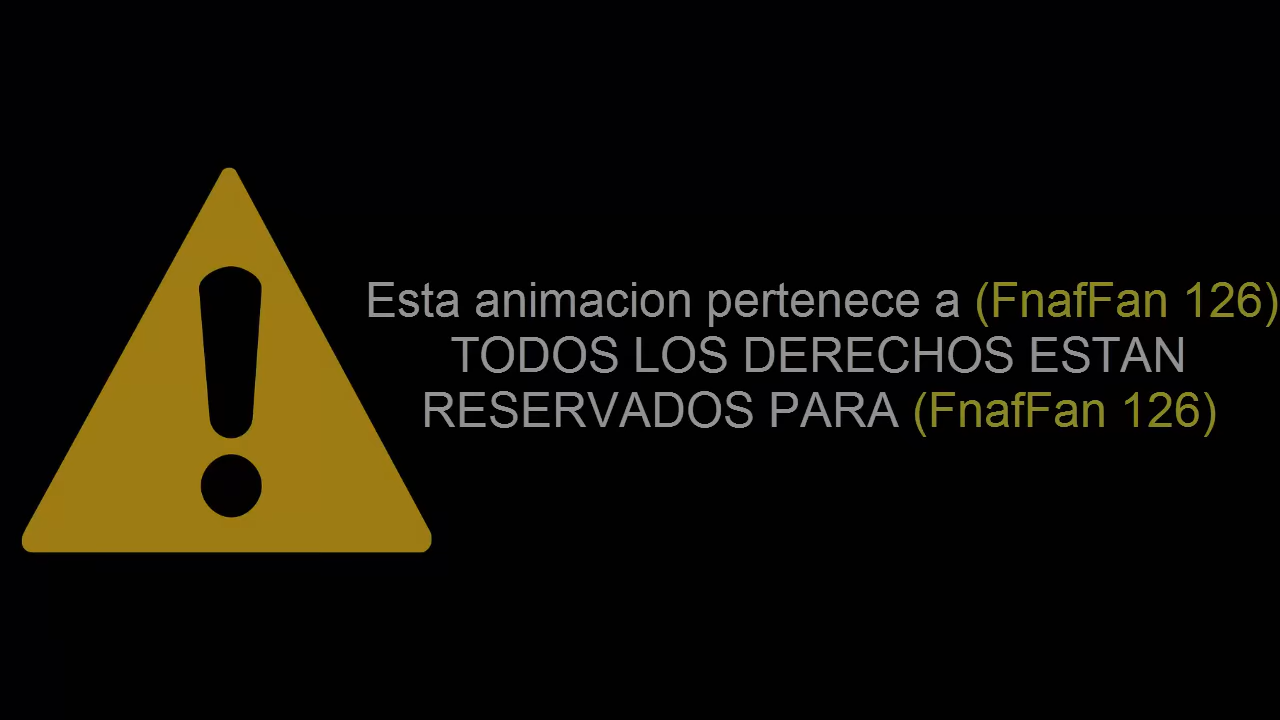 Esta animacion pertenece a (FnafFan 126)
TODOS LOS DERECHOS ESTAN
RESERVADOS PARA (FnafFan 126)